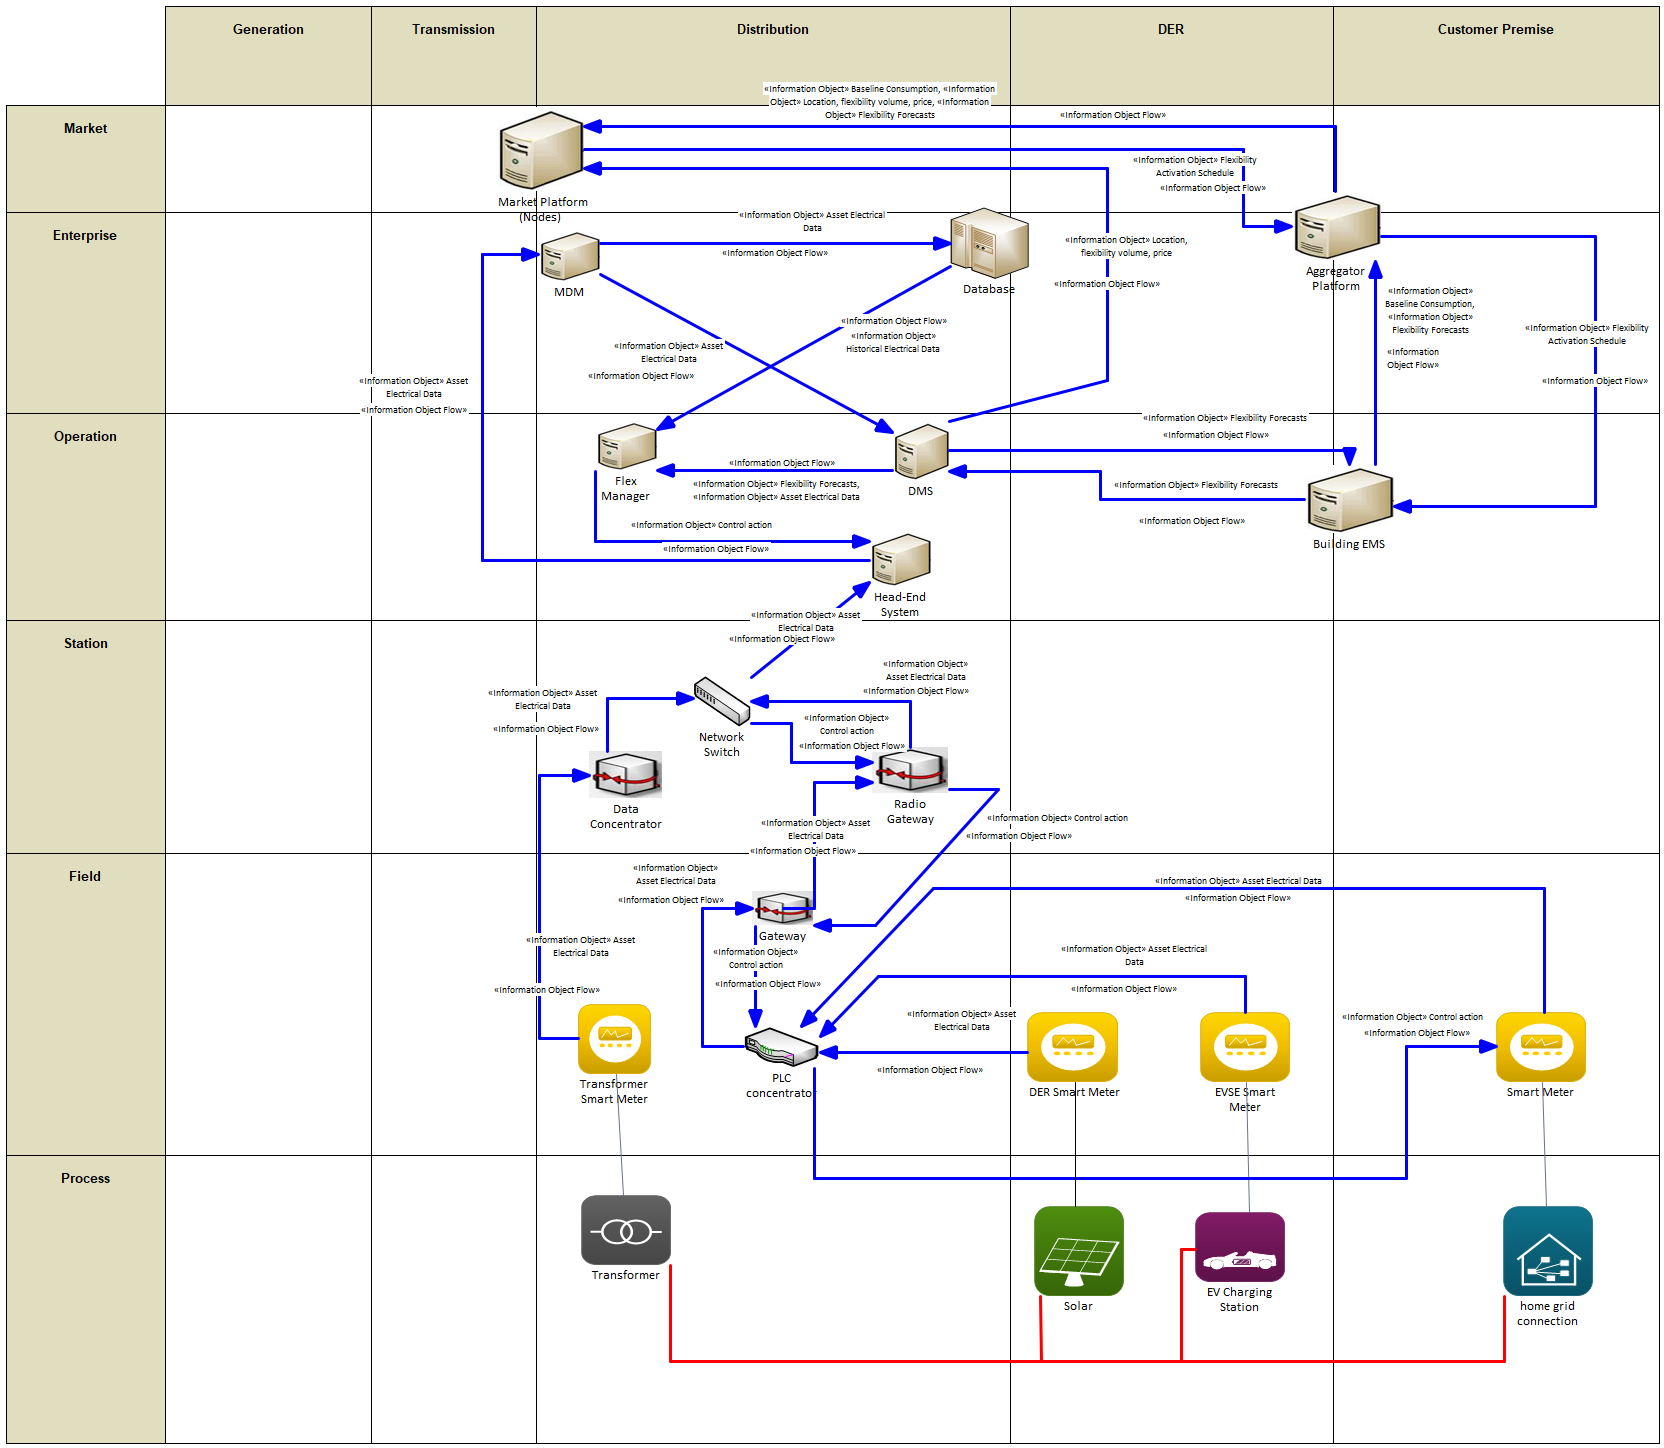 Generation
Transmission
Distribution
DER
Customer Premise
Market
«Information Object» Baseline Consumption, «Information
Object» Location, flexibility volume, price, «Information
Object» Flexibility Forecasts
«Information Object Flow»
«Information Object» Flexibility
Activation Schedule
«Information Object Flow»
Market Platform
(Nodes)
Enterprise
«Information Object» Asset Electrical
Data
«Information Object Flow»
MDM
Database
«Information Object» Location,
flexibility volume, price
«Information Object Flow»
Aggregator
Platform
«Information Object»
Baseline Consumption,
«Information Object»
Flexibility Forecasts
«Information
Object Flow»
«Information Object» Flexibility
Activation Schedule
«Information Object Flow»
«Information Object Flow»
«Information Object»
Historical Electrical Data
«Information Object» Asset
Electrical Data
«Information Object Flow»
«Information Object» Asset
Electrical Data
«Information Object Flow»
Operation
«Information Object» Flexibility Forecasts
«Information Object Flow»
«Information Object Flow»
«Information Object» Flexibility Forecasts,
«Information Object» Asset Electrical Data
Flex
Manager
DMS
«Information Object» Flexibility Forecasts
«Information Object Flow»
Building EMS
«Information Object» Control action
«Information Object Flow»
Head-End
System
«Information Object» Asset
Electrical Data
«Information Object Flow»
Station
«Information Object»
Asset Electrical Data
«Information Object Flow»
«Information Object» Asset
Electrical Data
«Information Object Flow»
«Information Object»
Control action
«Information Object Flow»
Network
Switch
Data
Concentrator
Radio
Gateway
«Information Object» Asset
Electrical Data
«Information Object Flow»
«Information Object» Control action
«Information Object Flow»
Field
«Information Object»
Asset Electrical Data
«Information Object Flow»
«Information Object» Asset Electrical Data
«Information Object Flow»
Gateway
«Information Object»
Control action
«Information Object Flow»
«Information Object» Asset
Electrical Data
«Information Object Flow»
«Information Object» Asset Electrical
Data
«Information Object Flow»
«Information Object» Asset
Electrical Data
«Information Object Flow»
«Information Object» Control action
«Information Object Flow»
Transformer
Smart Meter
PLC
concentrator
DER Smart Meter
EVSE Smart
Meter
Smart Meter
Process
Transformer
Solar
EV Charging
Station
home grid
connection